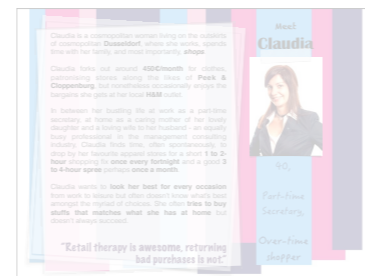 Claudia is a cosmopolitan women living on the outskirts
of cosmopolitan Dusseldorf, where she works, spends
time with her family, and most importantly, shops.
Claudia forks out around 450€/month for clothes,
patronizing stores along the likes of Peek &
Cloppenburg, but nonetheless occasionally enjoys the
bargains she gets at her local H&M outlet.
In between her bustling life at work as a part-time
secretary, at home as a caring mother of her lovely
daughter and a loving wife to her husband - an equally
busy professional in the management consulting
industry, Claudia finds time, often spontaneously, to
drop by her favourite apparel stores for a short 1 to 2-
hour shopping fix once every fortnight and a good 3
to 4-hour spree perhaps once a month.
Claudia wants to look her best for every occasion
from work to leisure but often doesn't know what's best
amongst the myriad of choices. She often tries to buy
stuff that matches what she has at home but
doesn't always succeed.
"Retail therapy is awesome, returning
bad purchases is not."
Meet
Claudia
40,
Part-time
Secretary,
Over-time
shopper